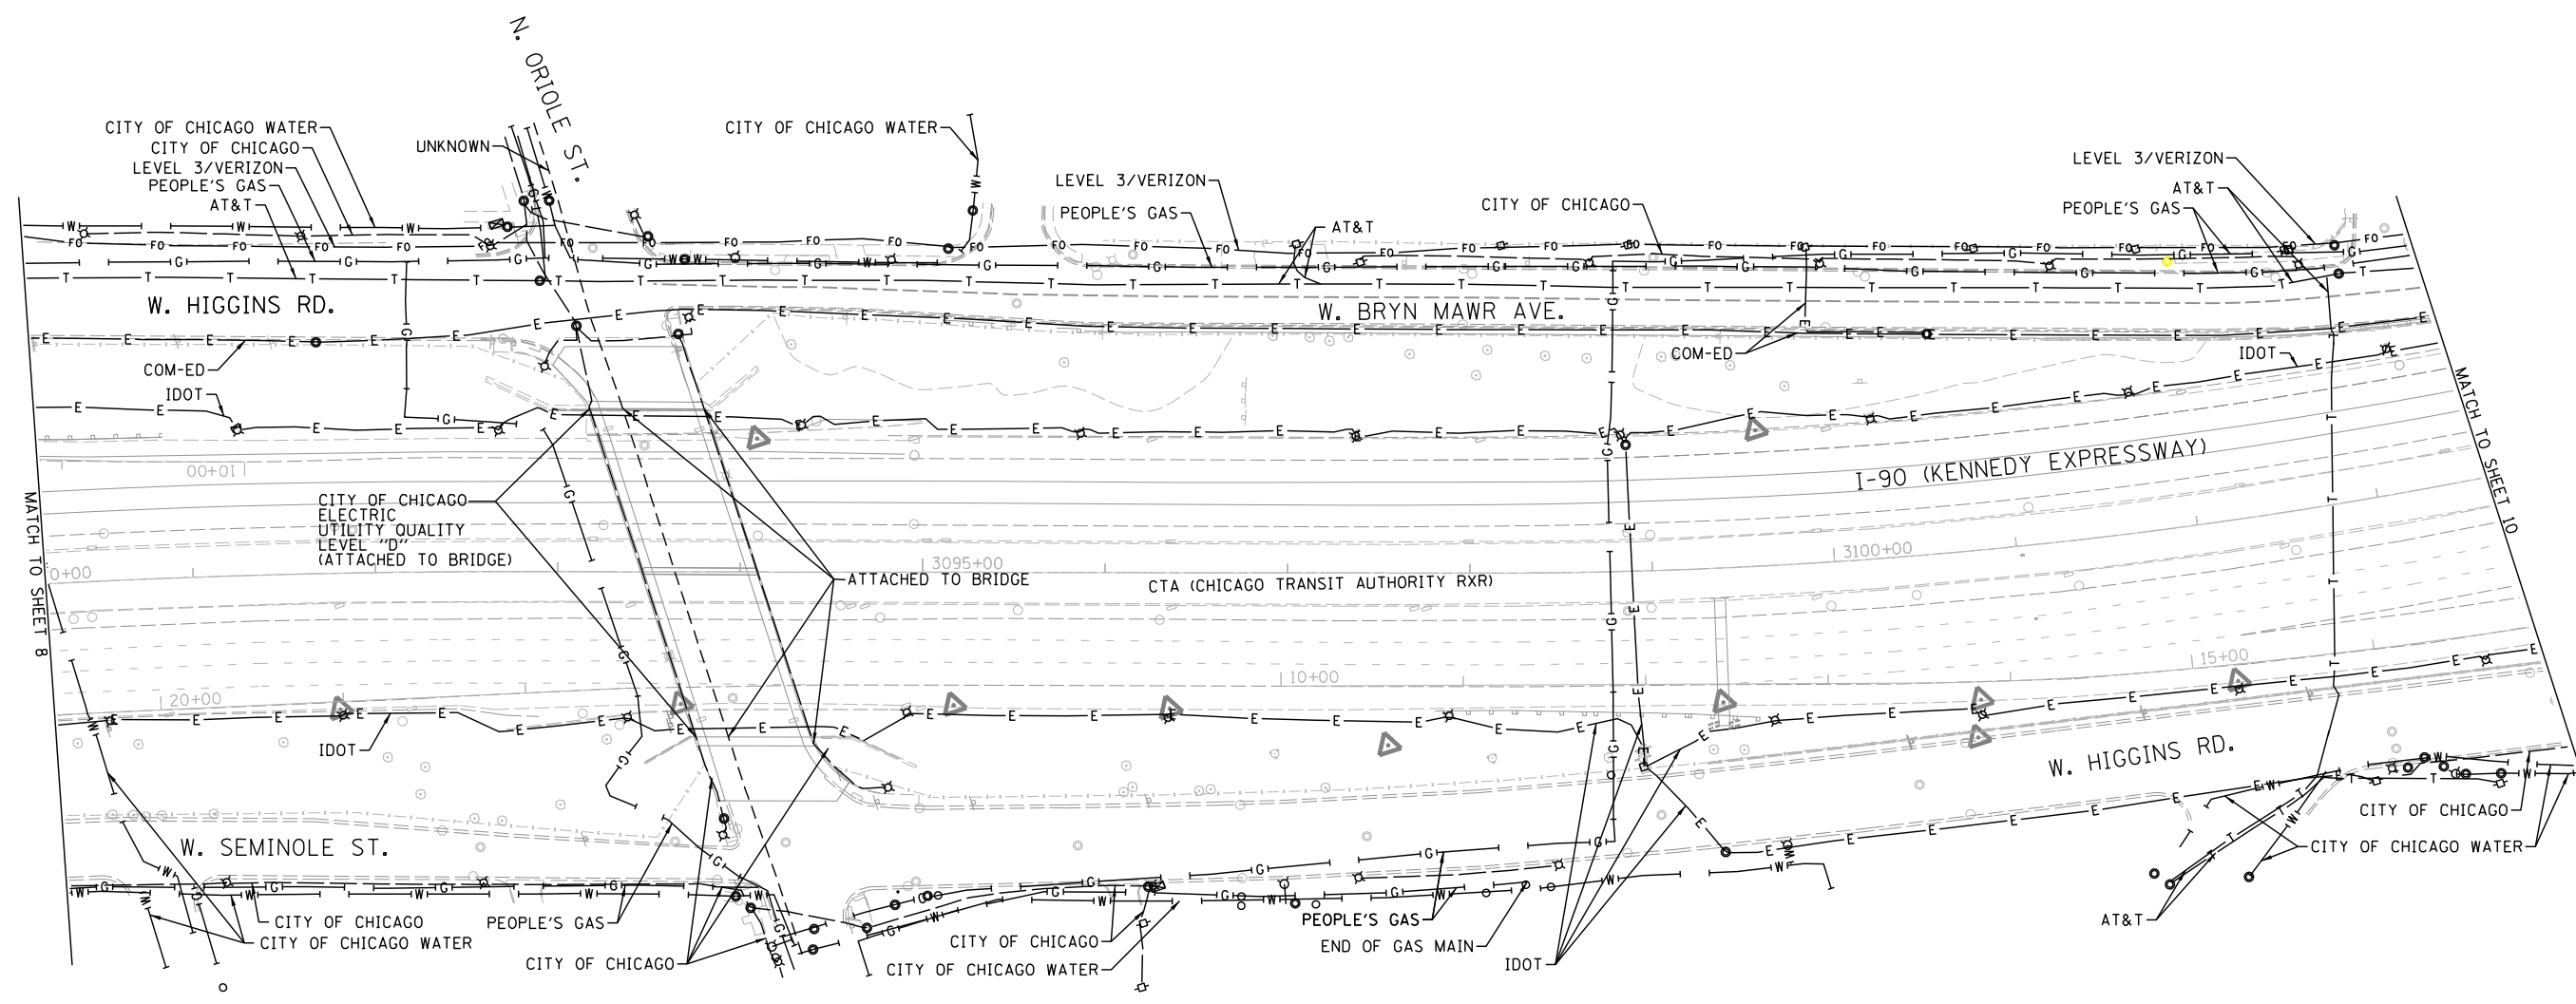 N. ORIOLE ST.
CITY OF CHICAGO WATER
CITY OF CHICAGO
LEVEL 3/VERIZON
PEOPLE'S GAS
AT&T
UNKNOWN
CITY OF CHICAGO WATER
LEVEL 3/VERIZON
PEOPLE'S GAS
AT&T
CITY OF CHICAGO
LEVEL 3/VERIZON
AT&T
PEOPLE'S GAS
W. HIGGINS RD.
W. BRYN MAWR AVE.
COM-ED
IDOT
COM-ED
IDOT
MATCH TO SHEET 10
10+00
I-90 (KENNEDY EXPRESSWAY)
MATCH TO SHEET 8
CITY OF CHICAGO
ELECTRIC
UTILITY QUALITY
LEVEL "D"
(ATTACHED TO BRIDGE)
0+00
3095+00
3100+00
ATTACHED TO BRIDGE
CTA (CHICAGO TRANSIT AUTHORITY RXR)
20+00
10+00
15+00
IDOT
W. HIGGINS RD.
W. SEMINOLE ST.
CITY OF CHICAGO
CITY OF CHICAGO WATER
CITY OF CHICAGO
CITY OF CHICAGO WATER
PEOPLE'S GAS
CITY OF CHICAGO
CITY OF CHICAGO
CITY OF CHICAGO WATER
PEOPLE'S GAS
END OF GAS MAIN
IDOT
AT&T